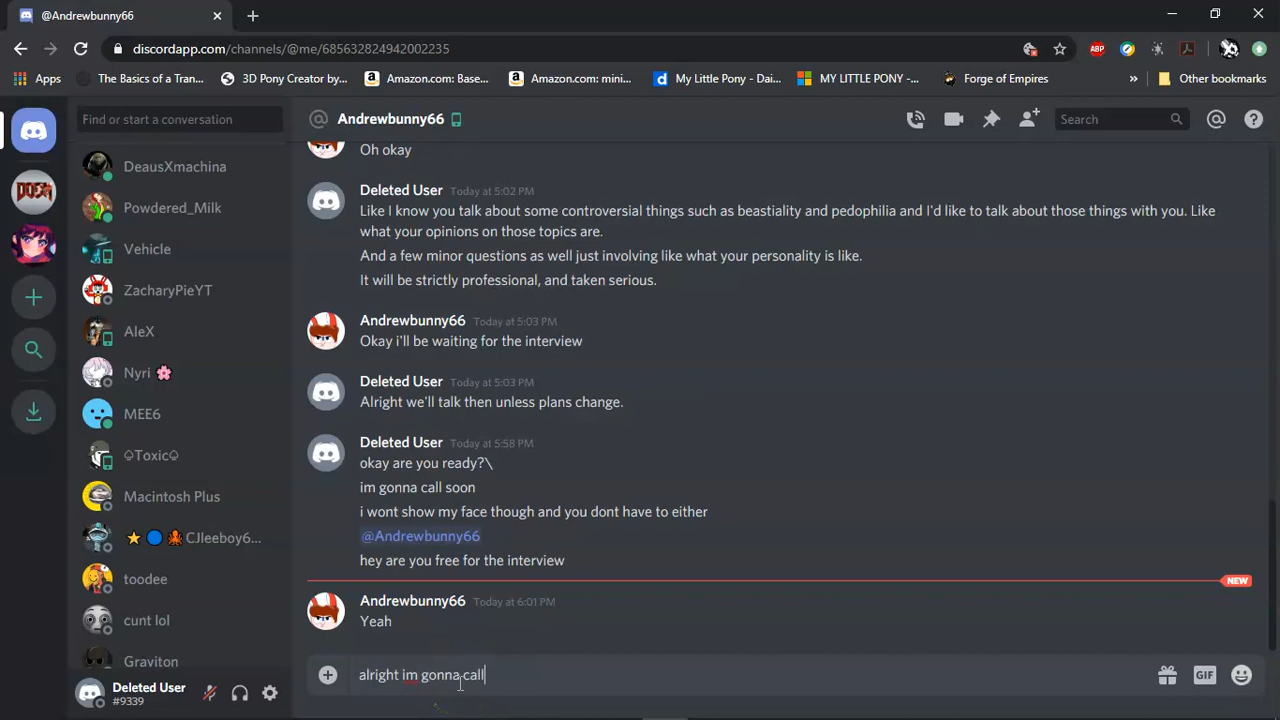 @Andrewbunny66
discordapp.com/channels/@me/685632824942002235
ABP
Apps
The Basics of a Tran...
3D Pony Creator by...
Amazon.com: Base...
Amazon.com: mini...
My Little Pony - Dai...
MY LITTLE PONY -...
Forge of Empires
»
Other bookmarks
Find or start a conversation
@ Andrewbunny66
Search
DeausXmachina
Powdered_Milk
Vehicle
ZacharyPieYT
AleX
Nyri 🌸
MEE6
♤Toxic♤
Macintosh Plus
⭐ 🔵 🐙 CJleeboy6...
toodee
cunt lol
Graviton
Deleted User
#9339
DOOM
Oh okay
Deleted User Today at 5:02 PM
Like I know you talk about some controversial things such as beastiality and pedophilia and I'd like to talk about those things with you. Like
what your opinions on those topics are.
And a few minor questions as well just involving like what your personality is like.
It will be strictly professional, and taken serious.
Andrewbunny66 Today at 5:03 PM
Okay i'll be waiting for the interview
Deleted User Today at 5:03 PM
Alright we'll talk then unless plans change.
Deleted User Today at 5:58 PM
okay are you ready?\
im gonna call soon
i wont show my face though and you dont have to either
@Andrewbunny66
hey are you free for the interview
NEW
Andrewbunny66 Today at 6:01 PM
Yeah
alright im gonna call
GIF